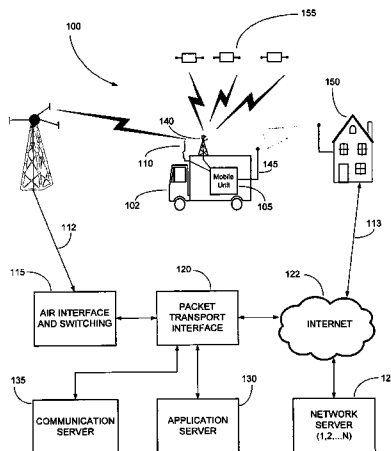 100
155
140
110
150
Mobile
Unit
145
102
105
112
113
115
120
122
AIR INTERFACE
AND SWITCHING
PACKET
TRANSPORT
INTERFACE
INTERNET
135
130
12
COMMUNICATION
SERVER
APPLICATION
SERVER
NETWORK
SERVER
(1,2,...N)